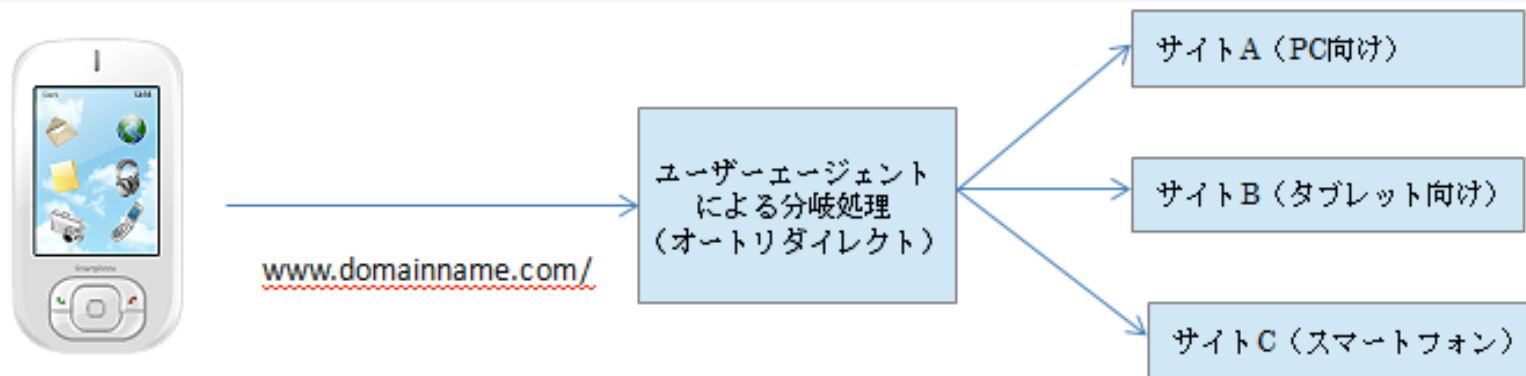 サイトA（PC向け）
ユーザーエージェント
による分岐処理
（オートリダイレクト）
サイトB（タブレット向け）
www.domainname.com/
サイトC（スマートフォン）
Smartphone